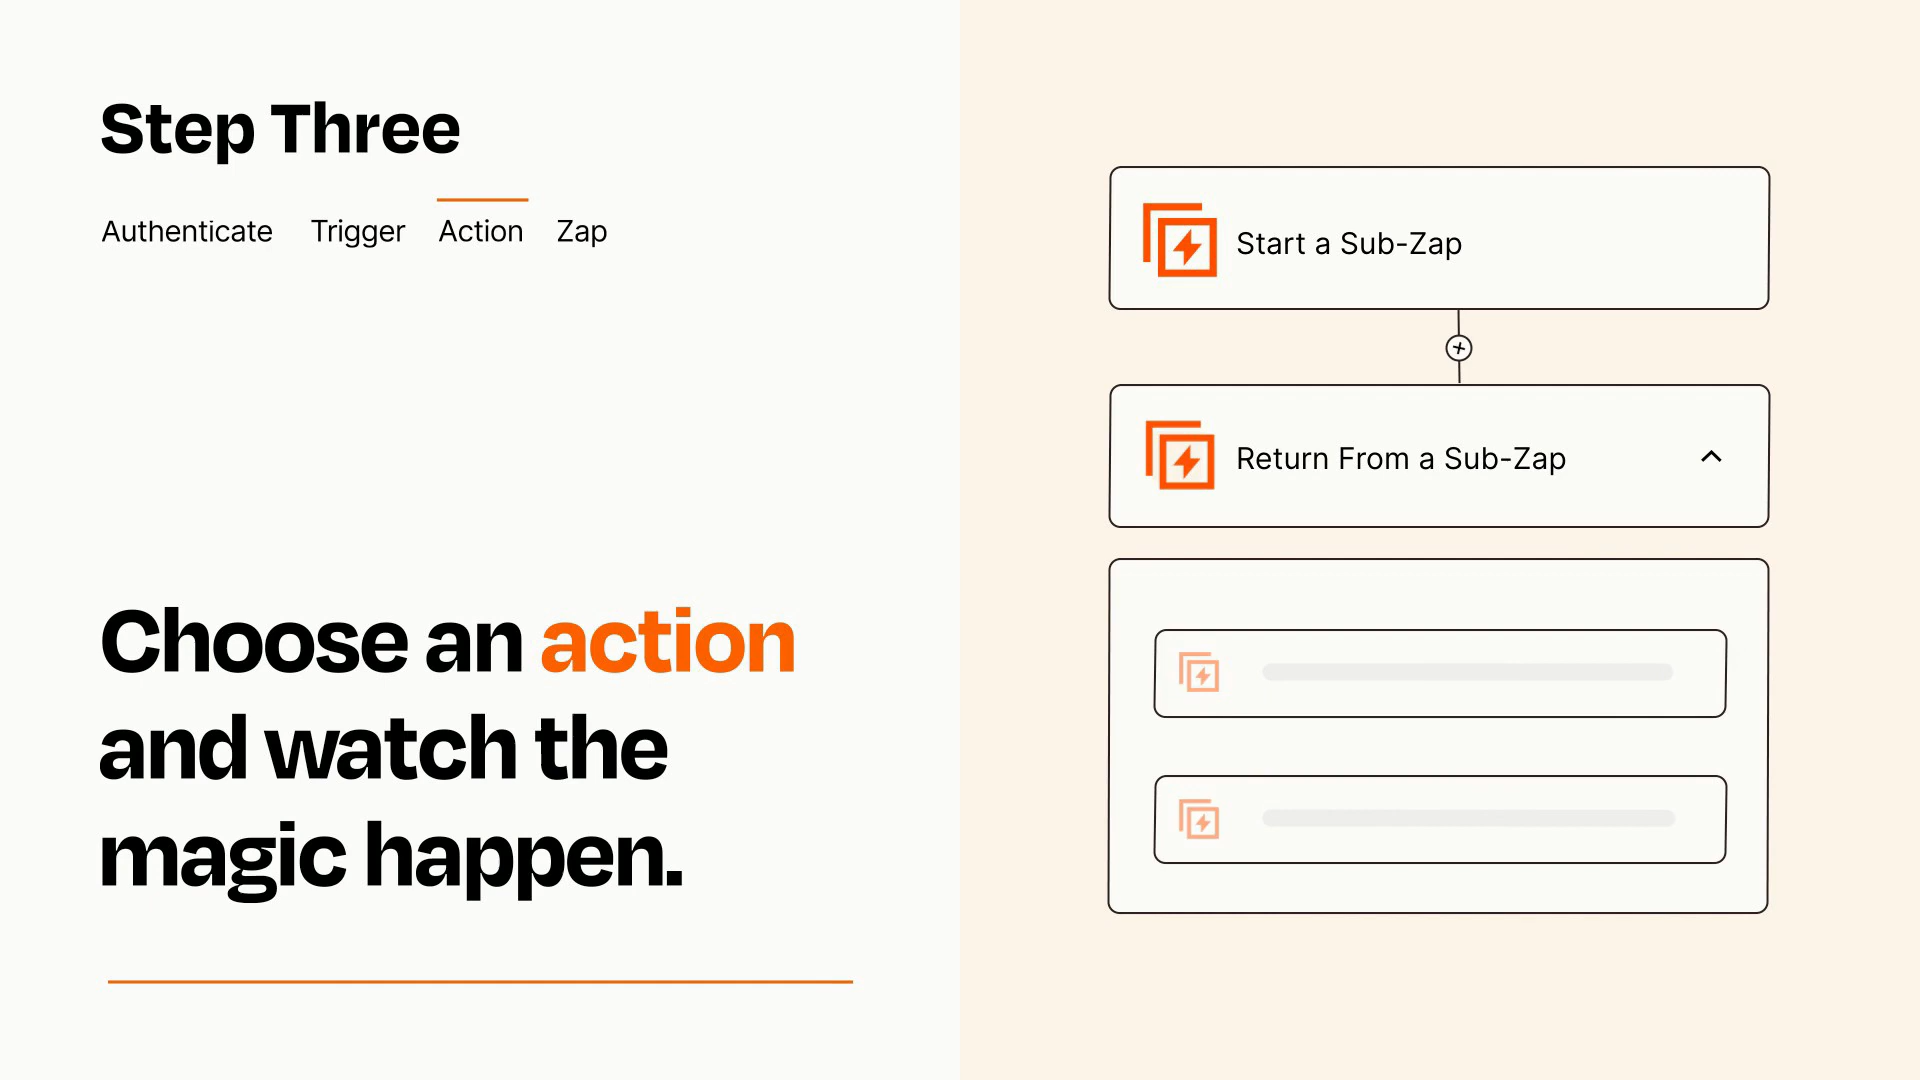 Step Three
Authenticate Trigger Action Zap
Choose an action
and watch the
magic happen.
Start a Sub-Zap
Return From a Sub-Zap